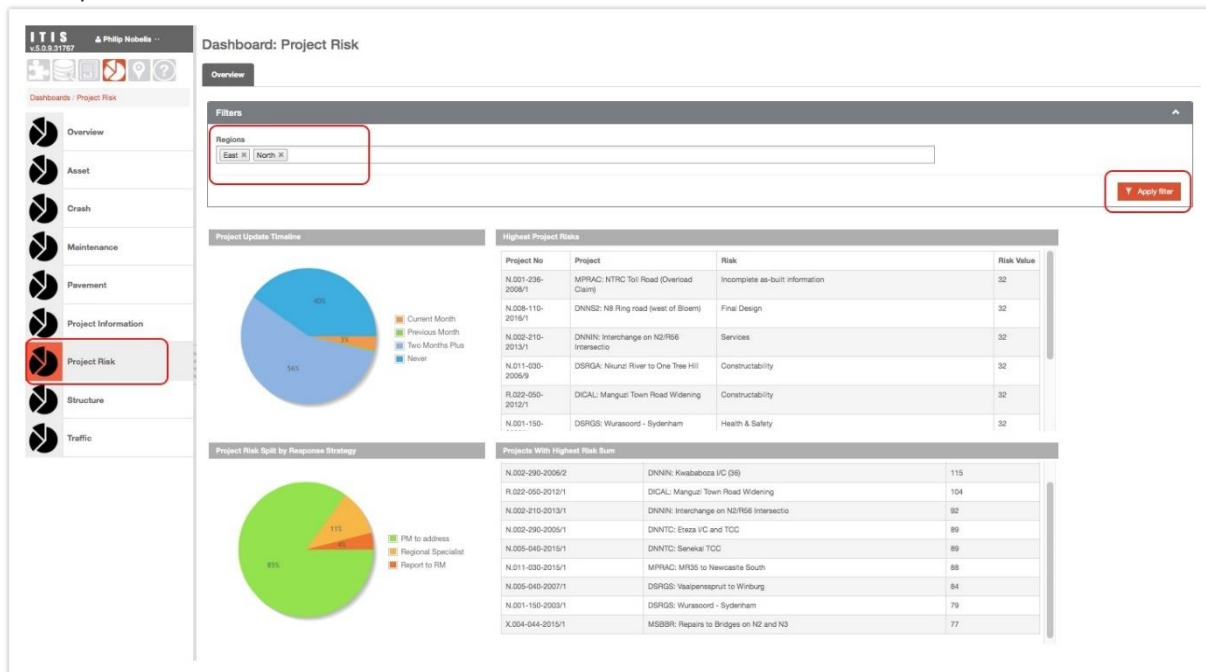 I T I S
Philip Nobelis
v.5.0.9.31767
Dashboards / Project Risk
Overview
Asset
Crash
Maintenance
Pavement
Project Information
Project Risk
Structure
Traffic
Dashboard: Project Risk
Overview
Filters
Regions
East
North
Apply filter
Project Update Timeline
40%
3%
56%
Current Month
Previous Month
Two Months Plus
Never
Highest Project Risks
Project No Project Risk Risk Value
N.001-236-2008/1 MPRAC: NTRC Toll Road (Overload Claim) Incomplete as-built information 32
N.008-110-2016/1 DNNS2: N8 Ring road (west of Bloem) Final Design 32
N.002-210-2013/1 DNNIN: Interchange on N2/R56 Intersectio Services 32
N.011-030-2006/9 DSRGA: Nkunzi River to One Tree Hill Constructability 32
R.022-050-2012/1 DICAL: Manguzi Town Road Widening Constructability 32
N.001-150- DSRGS: Wurasoord - Sydenham Health & Safety 32
Project Risk Split by Response Strategy
11%
4%
85%
PM to address
Regional Specialist
Report to RM
Projects With Highest Risk Sum
N.002-290-2006/2 DNNIN: Kwababoza I/C (36) 115
R.022-050-2012/1 DICAL: Manguzi Town Road Widening 104
N.002-210-2013/1 DNNIN: Interchange on N2/R56 Intersectio 92
N.002-290-2005/1 DNNTC: Eteza I/C and TCC 89
N.005-040-2015/1 DNNTC: Senekal TCC 89
N.011-030-2015/1 MPRAC: MR35 to Newcastle South 88
N.005-040-2007/1 DSRGS: Vaalpenspruit to Winburg 84
N.001-150-2003/1 DSRGS: Wurasoord - Sydenham 79
X.004-044-2015/1 MSBBR: Repairs to Bridges on N2 and N3 77